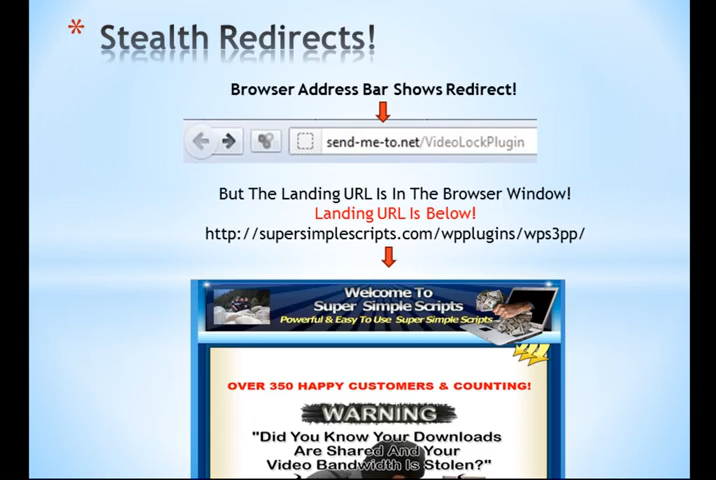 * Stealth Redirects!
Browser Address Bar Shows Redirect!
send-me-to.net/VideoLockPlugin
But The Landing URL Is In The Browser Window!
Landing URL Is Below!
http://supersimplescripts.com/wpplugins/wps3pp/
Welcome To
Super Simple Scripts
Powerful & Easy To Use Super Simple Scripts
OVER 350 HAPPY CUSTOMERS & COUNTING!
WARNING
"Did You Know Your Downloads
Are Shared And Your
Video Bandwidth Is Stolen?"